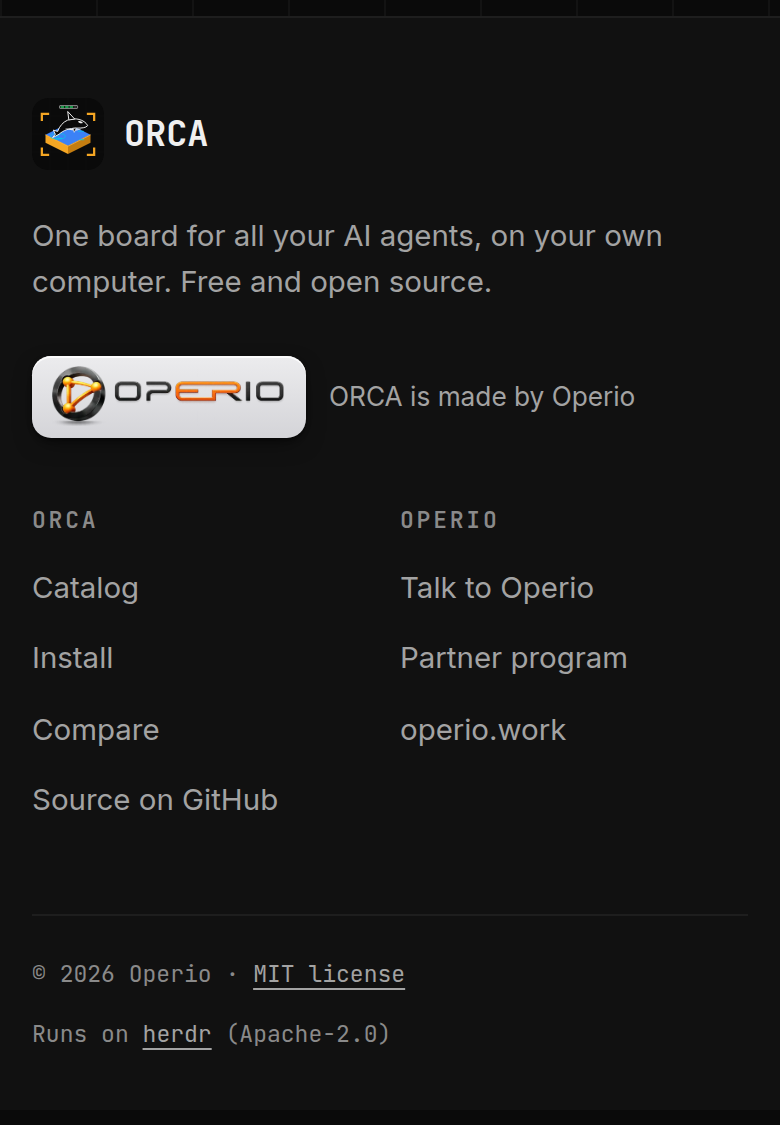 ORCA
One board for all your AI agents, on your own
computer. Free and open source.
OPERIO
ORCA is made by Operio
ORCA
Catalog
Install
Compare
Source on GitHub
OPERIO
Talk to Operio
Partner program
operio.work
© 2026 Operio · MIT license
Runs on herdr (Apache-2.0)